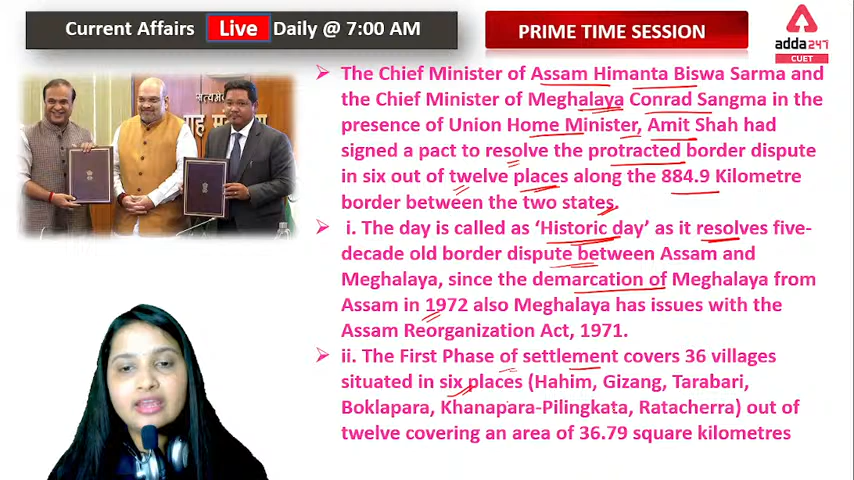 Current Affairs Live Daily @ 7:00 AM
PRIME TIME SESSION
adda247
CUET
सत्यमेव जयते
The Chief Minister of Assam Himanta Biswa Sarma and
the Chief Minister of Meghalaya Conrad Sangma in the
presence of Union Home Minister, Amit Shah had
signed a pact to resolve the protracted border dispute
in six out of twelve places along the 884.9 Kilometre
border between the two states.
i. The day is called as ‘Historic day’ as it resolves five-
decade old border dispute between Assam and
Meghalaya, since the demarcation of Meghalaya from
Assam in 1972 also Meghalaya has issues with the
Assam Reorganization Act, 1971.
ii. The First Phase of settlement covers 36 villages
situated in six places (Hahim, Gizang, Tarabari,
Boklapara, Khanapara-Pilingkata, Ratacherra) out of
twelve covering an area of 36.79 square kilometres